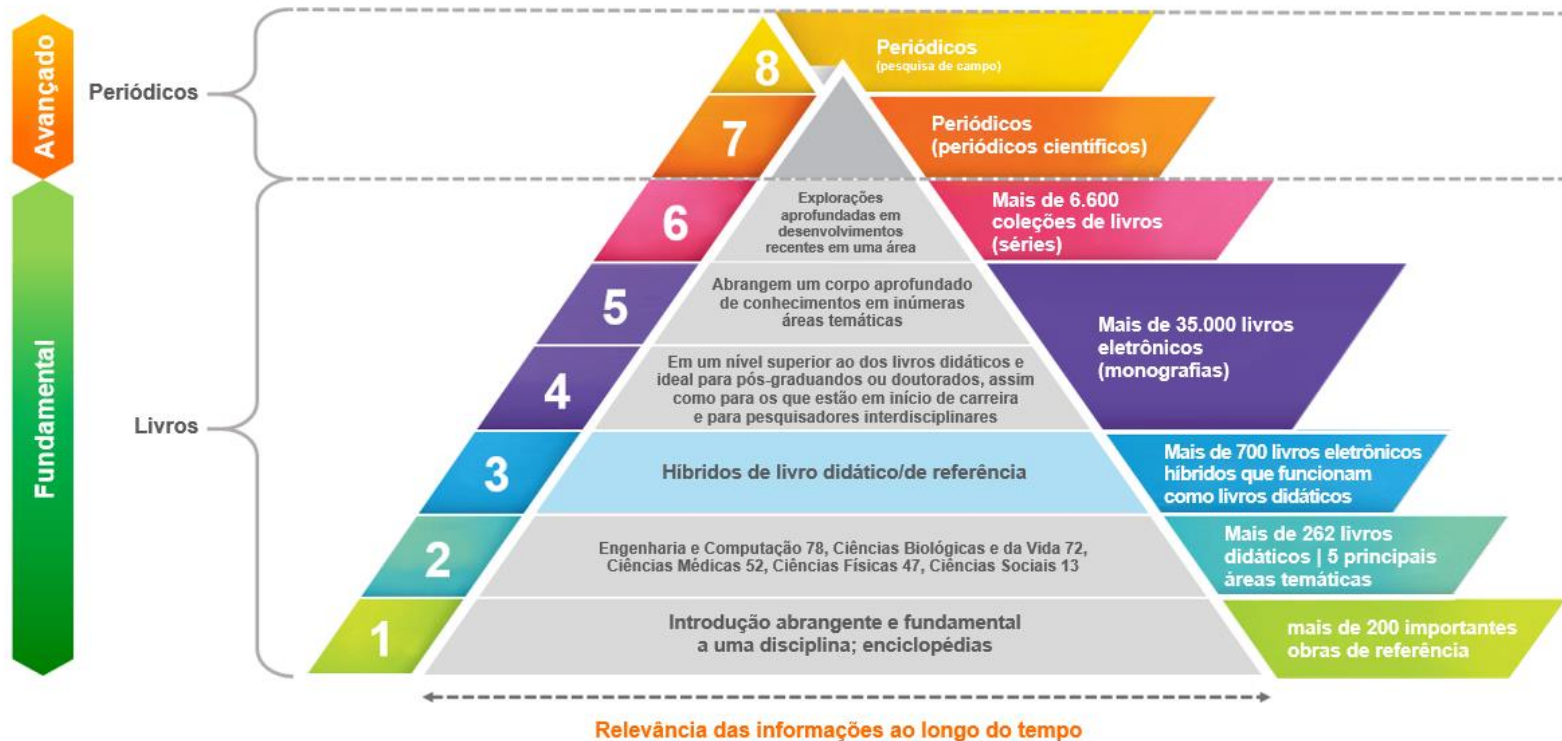 Avançado
Fundamental
Periódicos
Livros
8
Periódicos
(pesquisa de campo)
7
Periódicos
(periódicos científicos)
6
Explorações
aprofundadas em
desenvolvimentos
recentes em uma área
Mais de 6.600
coleções de livros
(séries)
5
Abrangem um corpo aprofundado
de conhecimentos em inúmeras
áreas temáticas
4
Em um nível superior ao dos livros didáticos e
ideal para pós-graduandos ou doutorados, assim
como para os que estão em início de carreira
e para pesquisadores interdisciplinares
Mais de 35.000 livros
eletrônicos
(monografias)
3
Híbridos de livro didático/de referência
Mais de 700 livros eletrônicos
híbridos que funcionam
como livros didáticos
2
Engenharia e Computação 78, Ciências Biológicas e da Vida 72,
Ciências Médicas 52, Ciências Físicas 47, Ciências Sociais 13
Mais de 262 livros
didáticos | 5 principais
áreas temáticas
1
Introdução abrangente e fundamental
a uma disciplina; enciclopédias
mais de 200 importantes
obras de referência
Relevância das informações ao longo do tempo